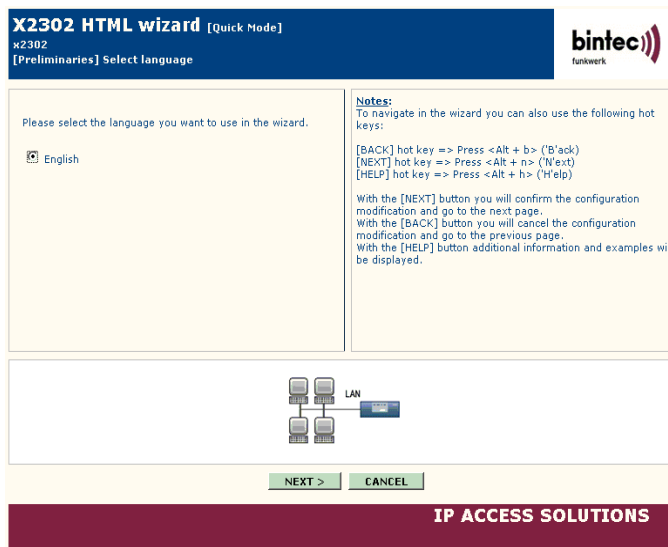 X2302 HTML wizard [Quick Mode]
x2302
[Preliminaries] Select language
bintec
funkwerk
Please select the language you want to use in the wizard.
English
Notes:
To navigate in the wizard you can also use the following hot
keys:
[BACK] hot key => Press <Alt + b> ('B'ack)
[NEXT] hot key => Press <Alt + n> ('N'ext)
[HELP] hot key => Press <Alt + h> ('H'elp)
With the [NEXT] button you will confirm the configuration
modification and go to the next page.
With the [BACK] button you will cancel the configuration
modification and go to the previous page.
With the [HELP] button additional information and examples wi
be displayed.
LAN
NEXT >
CANCEL
IP ACCESS SOLUTIONS